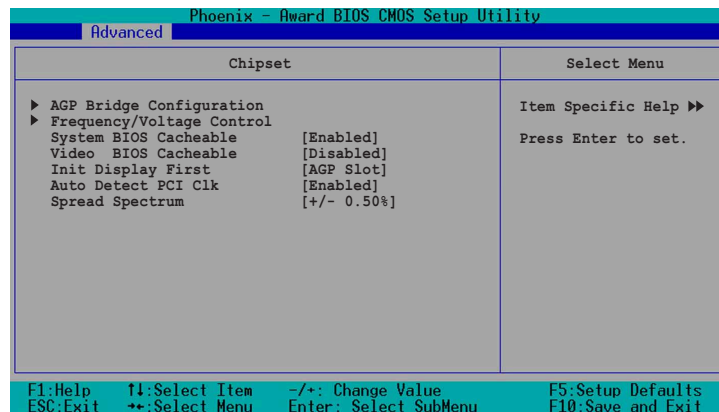 Phoenix - Award BIOS CMOS Setup Utility
Advanced
Chipset
Select Menu
▶ AGP Bridge Configuration
▶ Frequency/Voltage Control
System BIOS Cacheable [Enabled]
Video BIOS Cacheable [Disabled]
Init Display First [AGP Slot]
Auto Detect PCI Clk [Enabled]
Spread Spectrum [+/- 0.50%]
Item Specific Help ▶▶
Press Enter to set.
F1:Help ↑↓:Select Item -/+: Change Value F5:Setup Defaults
ESC:Exit →←:Select Menu Enter: Select SubMenu F10:Save and Exit